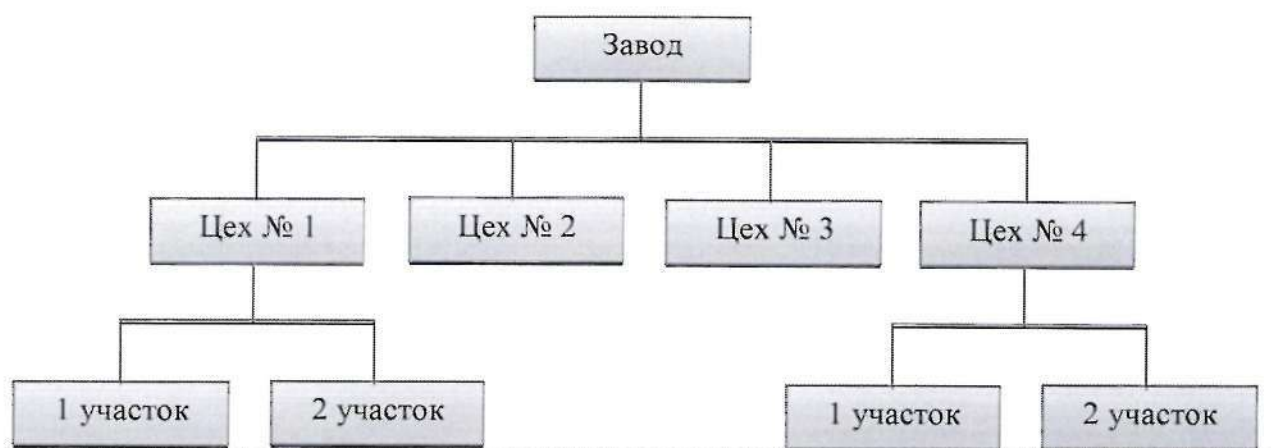 Завод
Цех № 1
Цех № 2
Цех № 3
Цех № 4
1 участок
2 участок
1 участок
2 участок